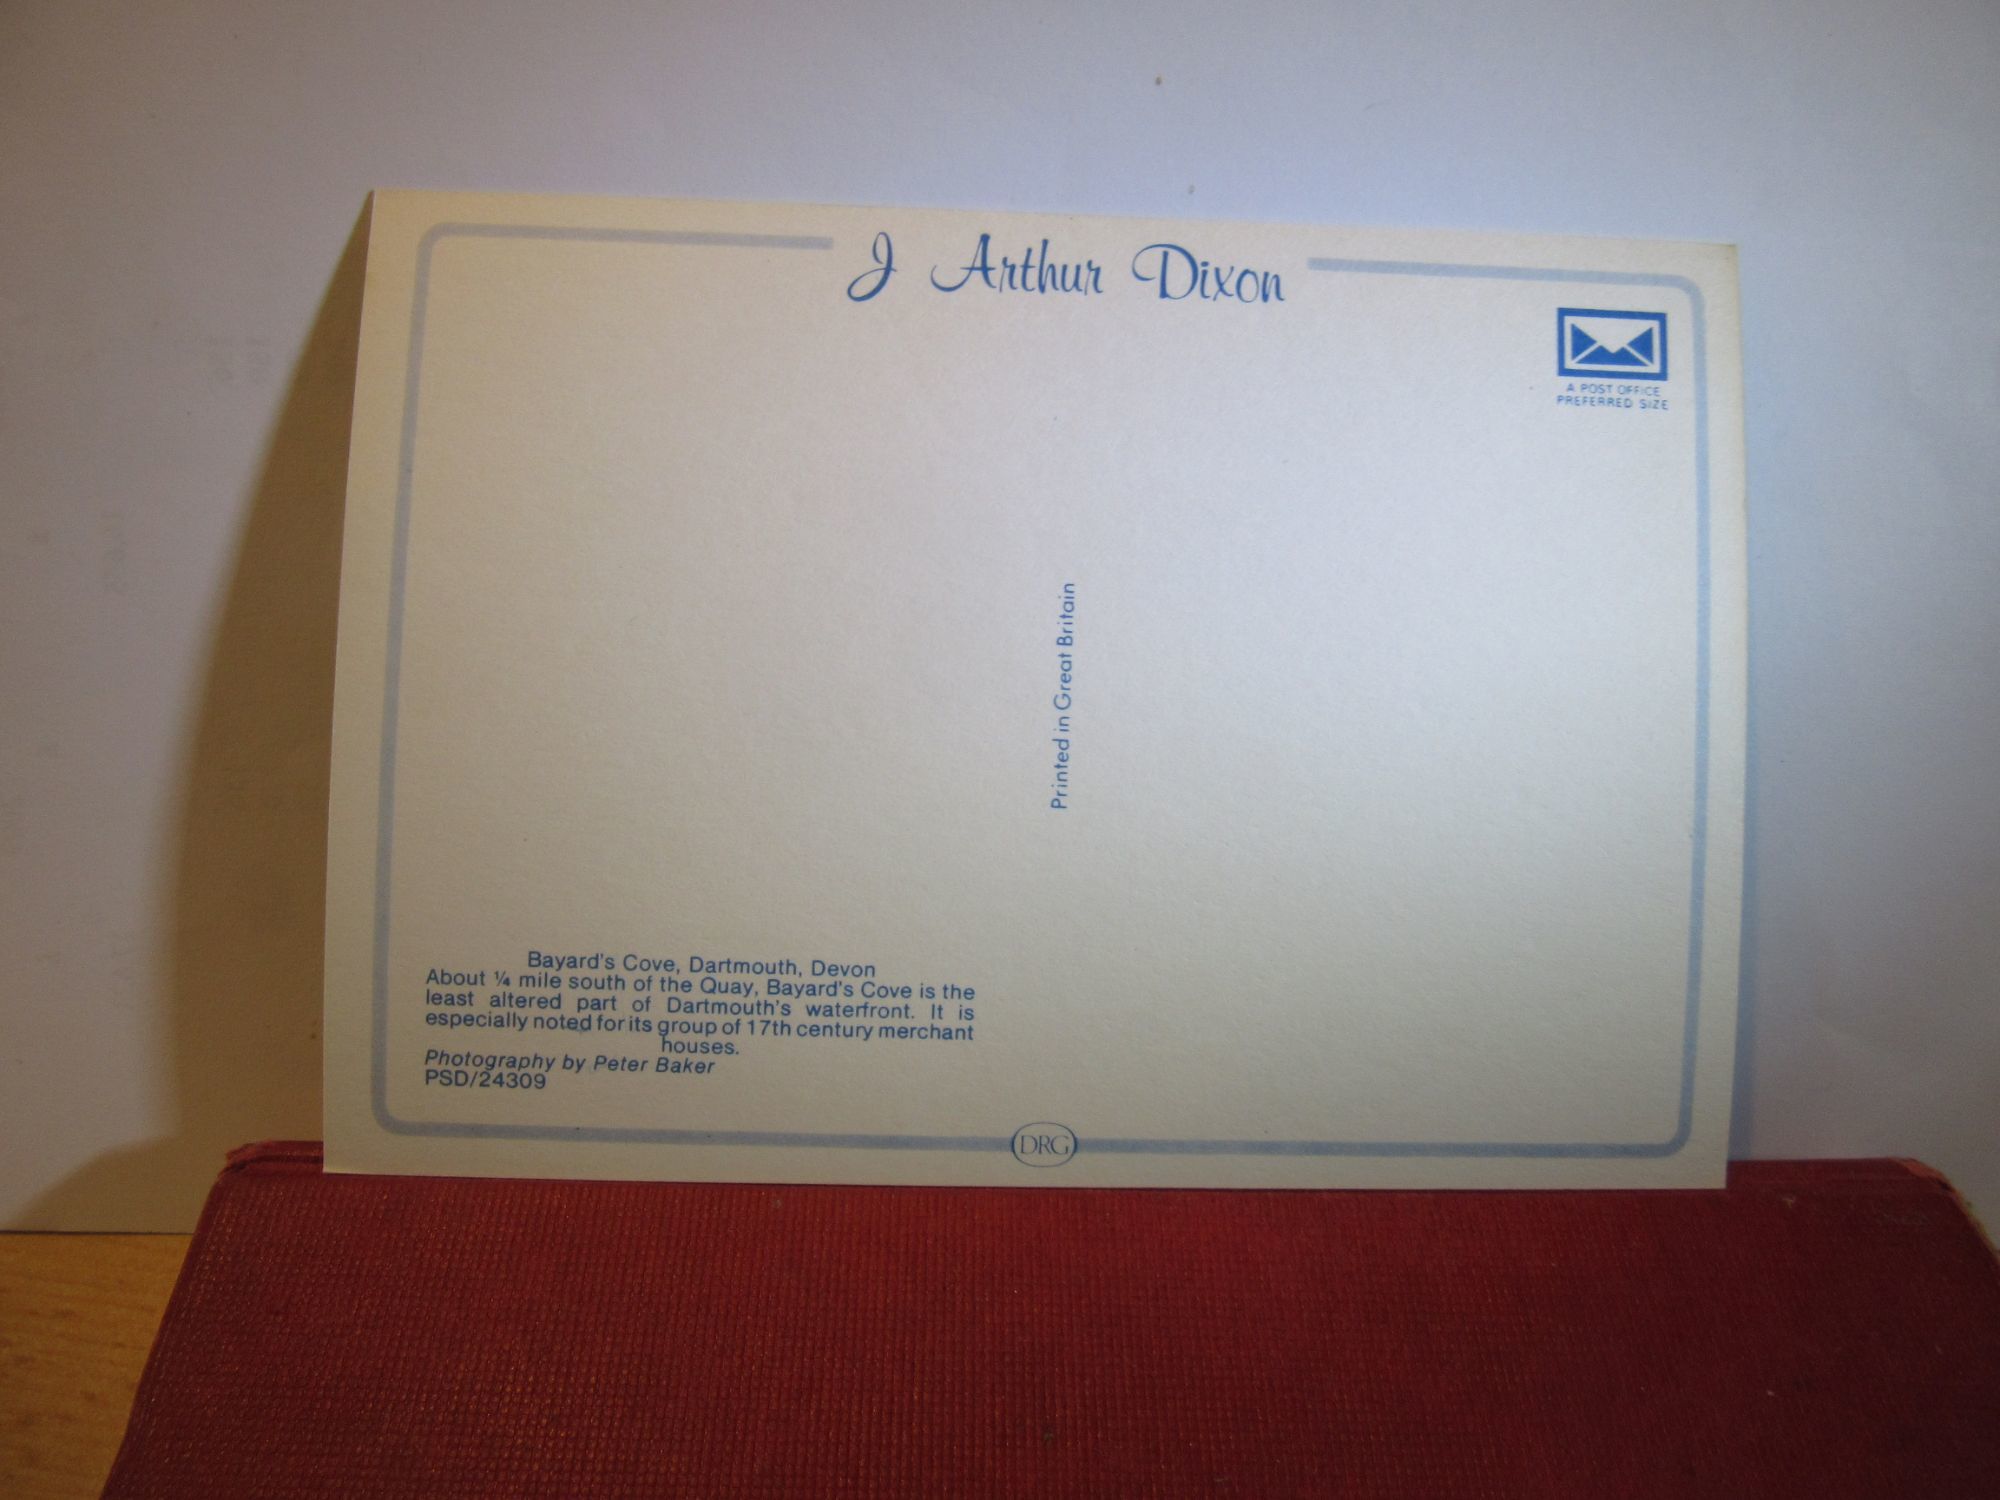 J Arthur Dixon
A POST OFFICE
PREFERRED SIZE
Printed in Great Britain
Bayard's Cove, Dartmouth, Devon
About ¼ mile south of the Quay, Bayard's Cove is the
least altered part of Dartmouth's waterfront. It is
especially noted for its group of 17th century merchant
houses.
Photography by Peter Baker
PSD/24309
DRG